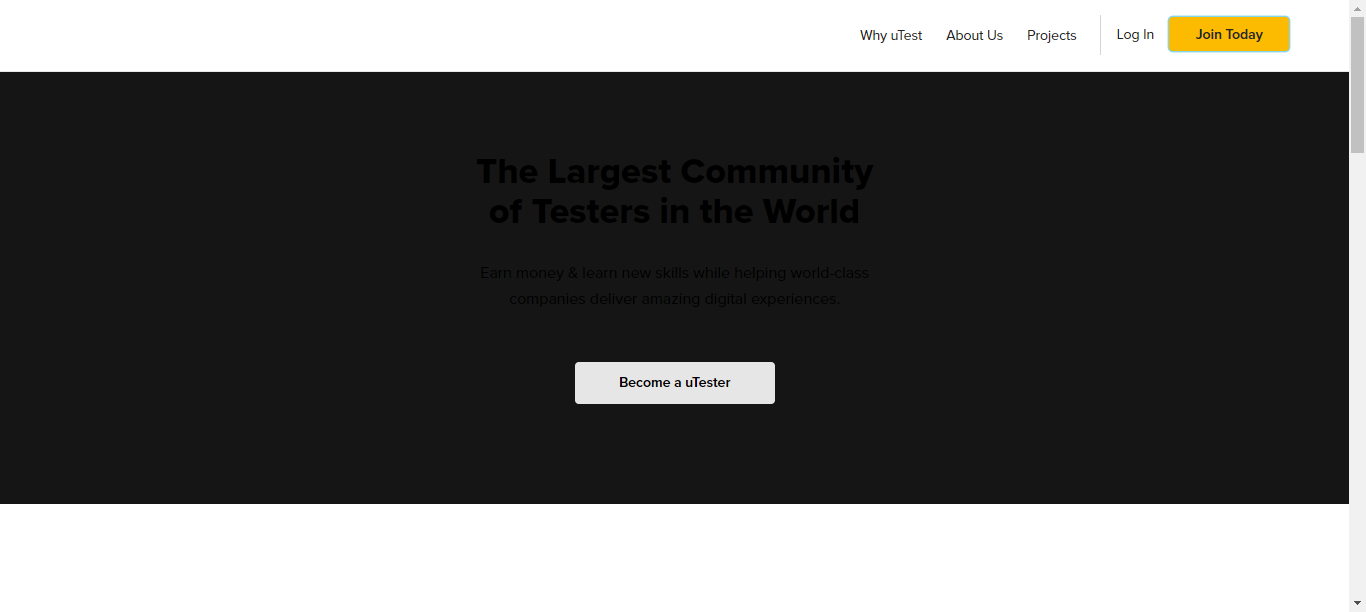 Why uTest About Us Projects Log In Join Today
The Largest Community
of Testers in the World
Earn money & learn new skills while helping world-class
companies deliver amazing digital experiences.
Become a uTester